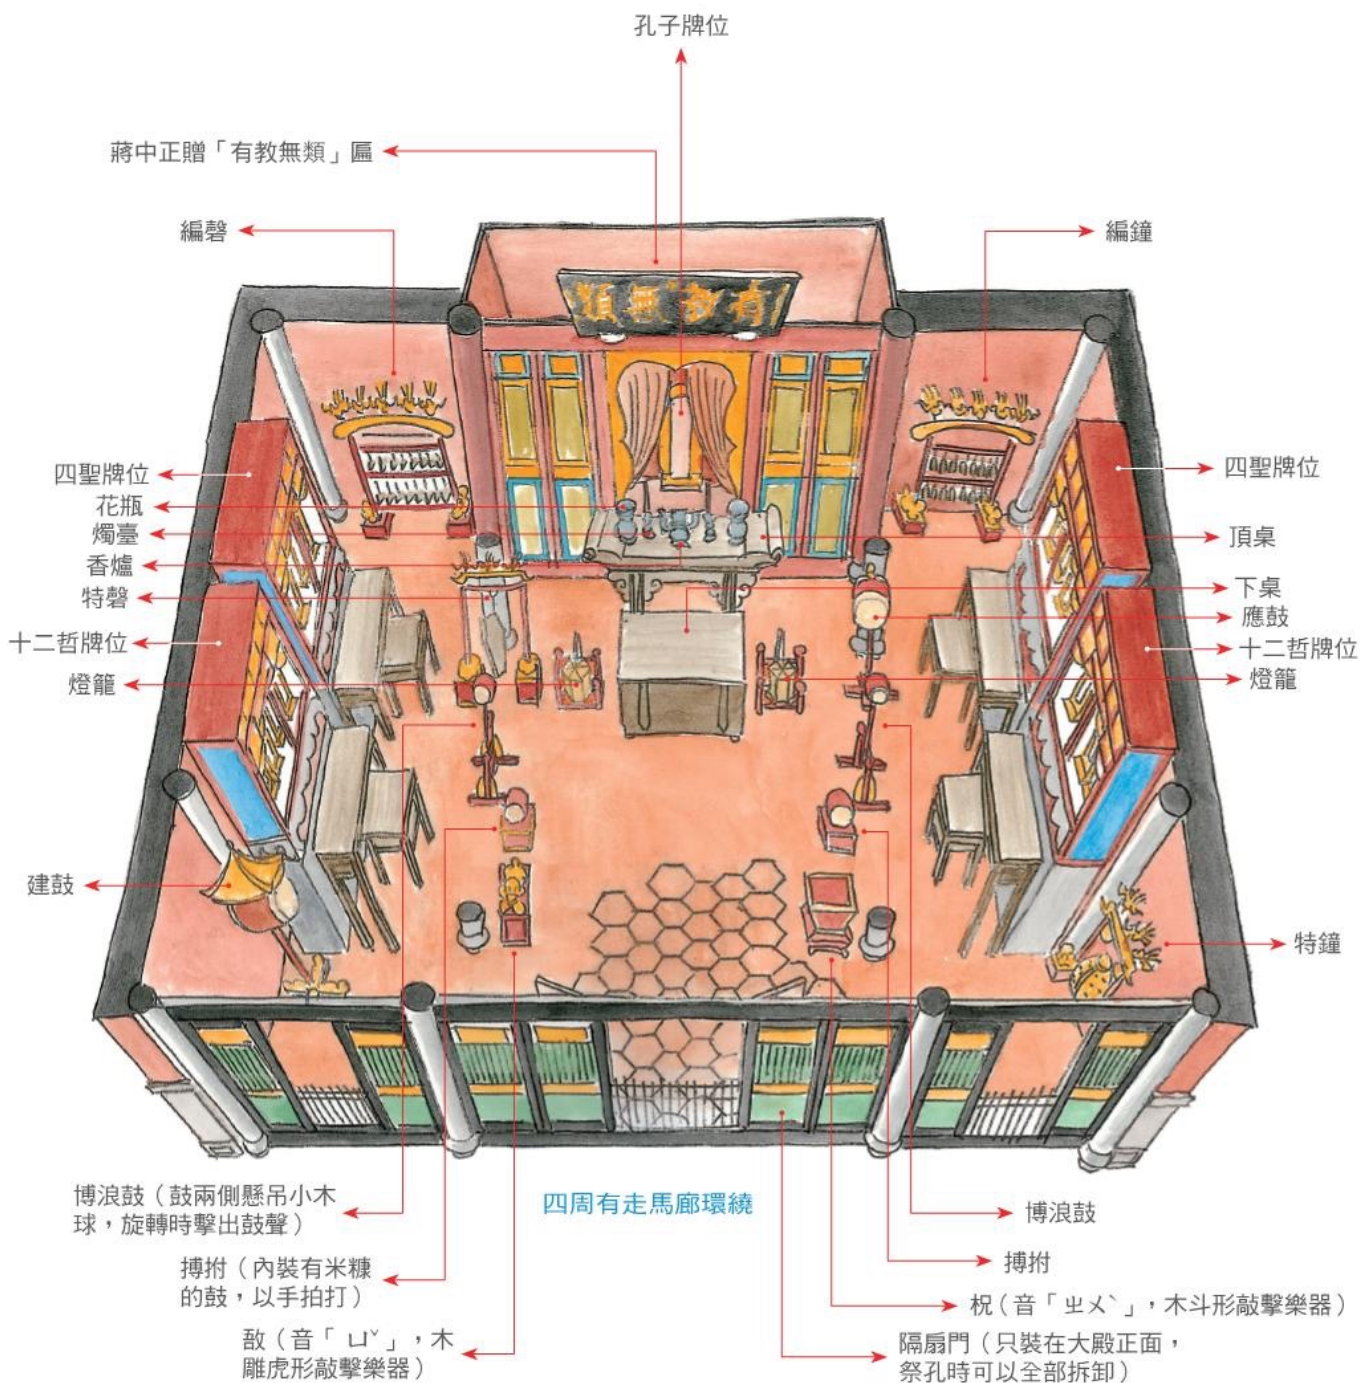 孔子牌位
蔣中正贈「有教無類」匾
編磬
編鐘
有教無類
四聖牌位
花瓶
燭臺
香爐
特磬
十二哲牌位
燈籠
四聖牌位
頂桌
下桌
應鼓
十二哲牌位
燈籠
建鼓
特鐘
博浪鼓（鼓兩側懸吊小木
球，旋轉時擊出鼓聲）
四周有走馬廊環繞
博浪鼓
搏拊（內裝有米糠
的鼓，以手拍打）
搏拊
敔（音「ㄩˇ」，木
雕虎形敲擊樂器）
柷（音「ㄓㄨˋ」，木斗形敲擊樂器）
隔扇門（只裝在大殿正面，
祭孔時可以全部拆卸）